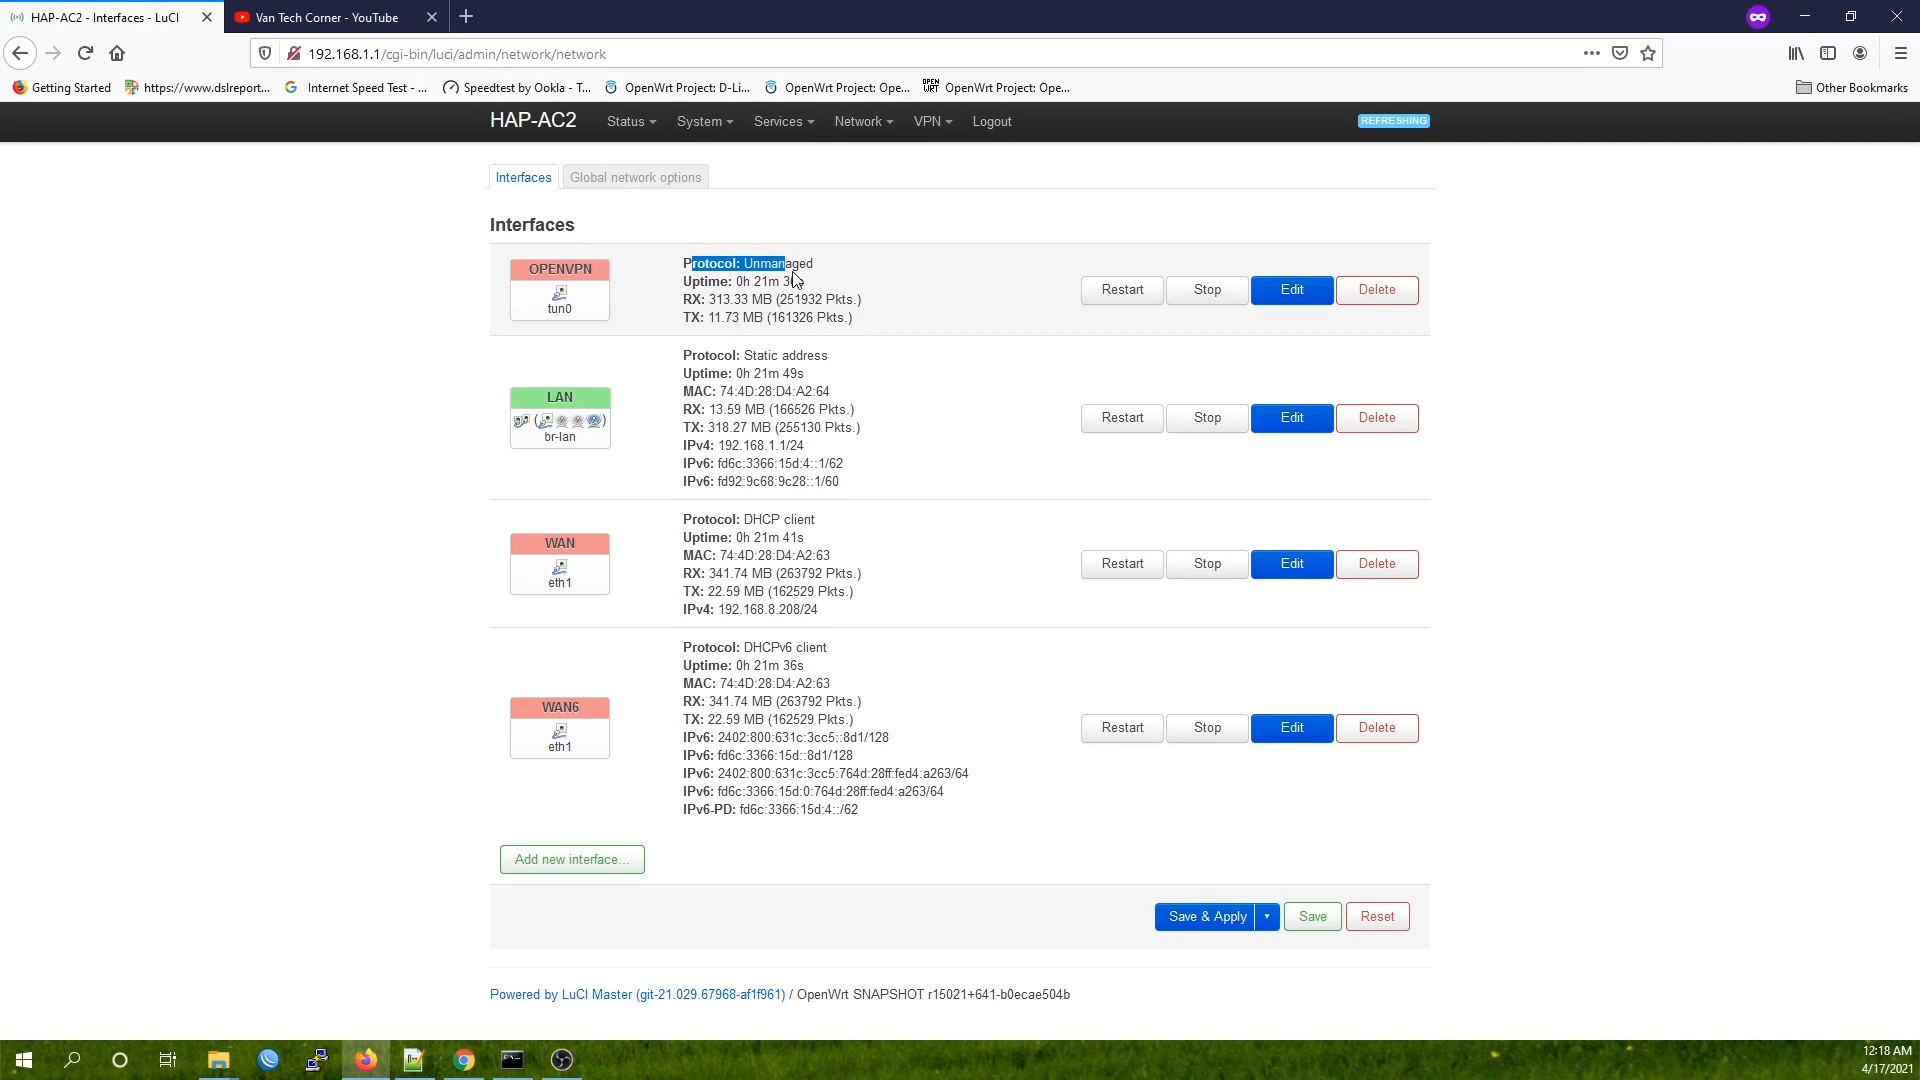 HAP-AC2 - Interfaces - LuCI
Van Tech Corner - YouTube
192.168.1.1/cgi-bin/luci/admin/network/network
Getting Started
https://www.dslreport...
Internet Speed Test - ...
Speedtest by Ookla - T...
OpenWrt Project: D-Li...
OpenWrt Project: Ope...
OPEN WRT OpenWrt Project: Ope...
Other Bookmarks
HAP-AC2
Status
System
Services
Network
VPN
Logout
REFRESHING
Interfaces
Global network options
Interfaces
OPENVPN
tun0
Protocol: Unmanaged
Uptime: 0h 21m
RX: 313.33 MB (251932 Pkts.)
TX: 11.73 MB (161326 Pkts.)
Restart Stop Edit Delete
LAN
br-lan
Protocol: Static address
Uptime: 0h 21m 49s
MAC: 74:4D:28:D4:A2:64
RX: 13.59 MB (166526 Pkts.)
TX: 318.27 MB (255130 Pkts.)
IPv4: 192.168.1.1/24
IPv6: fd6c:3366:15d:4::1/62
IPv6: fd92:9c68:9c28::1/60
Restart Stop Edit Delete
WAN
eth1
Protocol: DHCP client
Uptime: 0h 21m 41s
MAC: 74:4D:28:D4:A2:63
RX: 341.74 MB (263792 Pkts.)
TX: 22.59 MB (162529 Pkts.)
IPv4: 192.168.8.208/24
Restart Stop Edit Delete
WAN6
eth1
Protocol: DHCPv6 client
Uptime: 0h 21m 36s
MAC: 74:4D:28:D4:A2:63
RX: 341.74 MB (263792 Pkts.)
TX: 22.59 MB (162529 Pkts.)
IPv6: 2402:800:631c:3cc5::8d1/128
IPv6: fd6c:3366:15d::8d1/128
IPv6: 2402:800:631c:3cc5:764d:28ff:fed4:a263/64
IPv6: fd6c:3366:15d:0:764d:28ff:fed4:a263/64
IPv6-PD: fd6c:3366:15d:4::/62
Restart Stop Edit Delete
Add new interface...
Save & Apply Save Reset
Powered by LuCI Master (git-21.029.67968-af1f961) / OpenWrt SNAPSHOT r15021+641-b0ecae504b
12:18 AM
4/17/2021